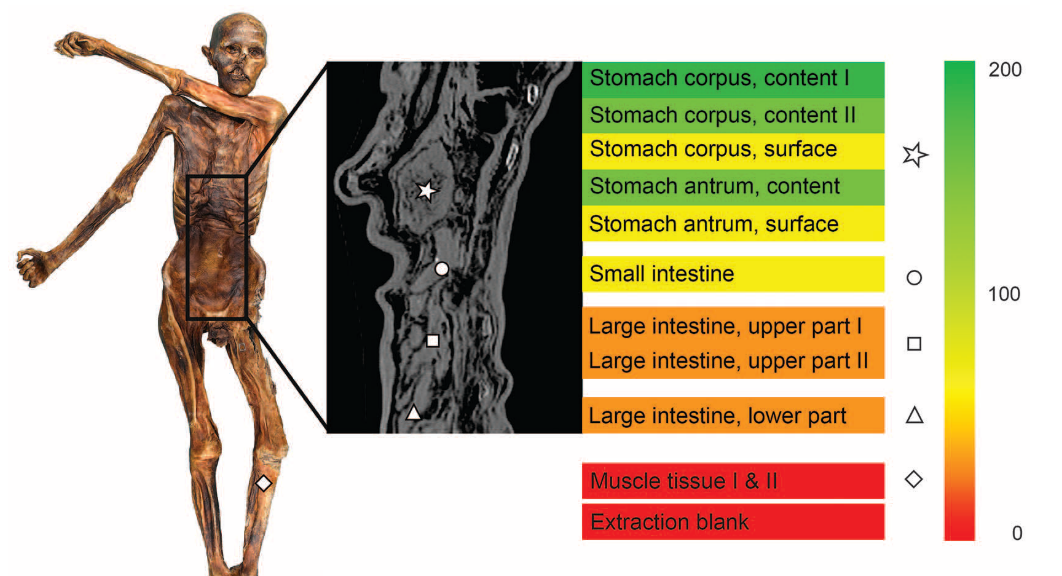 Stomach corpus, content I
Stomach corpus, content II
Stomach corpus, surface
Stomach antrum, content
Stomach antrum, surface
Small intestine
Large intestine, upper part I
Large intestine, upper part II
Large intestine, lower part
Muscle tissue I & II
Extraction blank
200
100
0